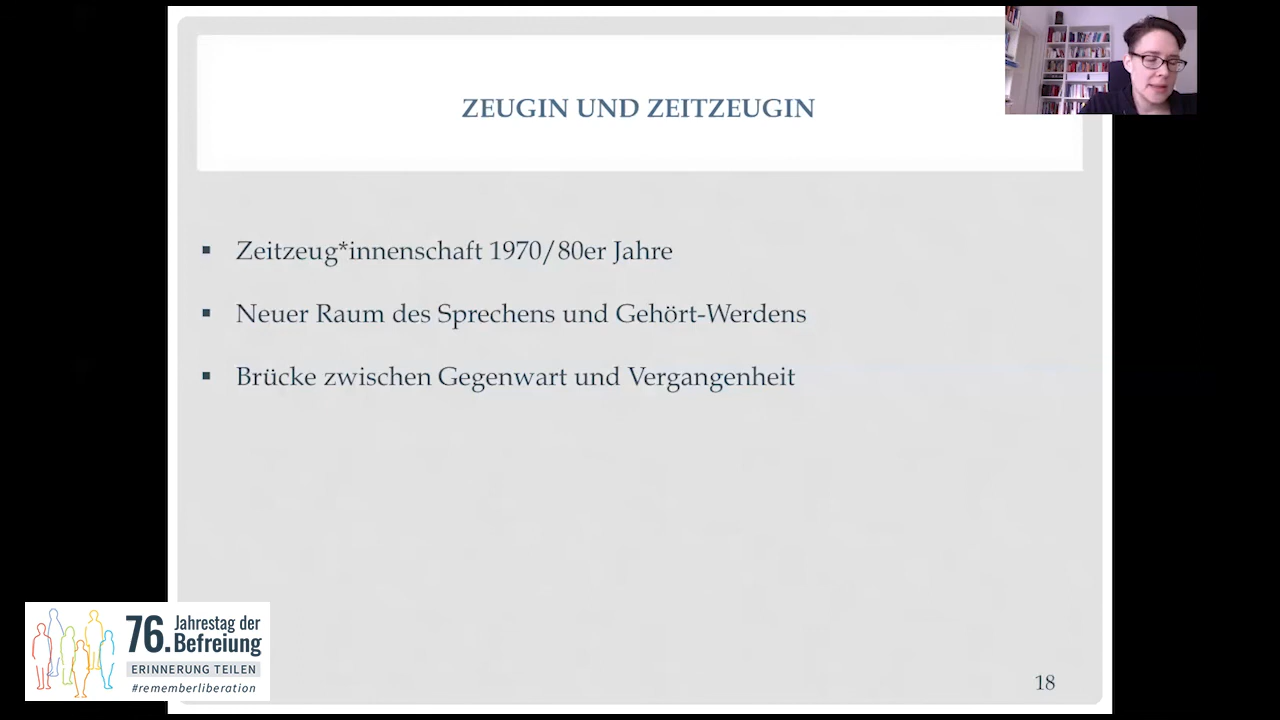 ZEUGIN UND ZEITZEUGIN
Zeitzeug*innenschaft 1970/80er Jahre
Neuer Raum des Sprechens und Gehört-Werdens
Brücke zwischen Gegenwart und Vergangenheit
76. Jahrestag der
Befreiung
ERINNERUNG TEILEN
#rememberliberation
18